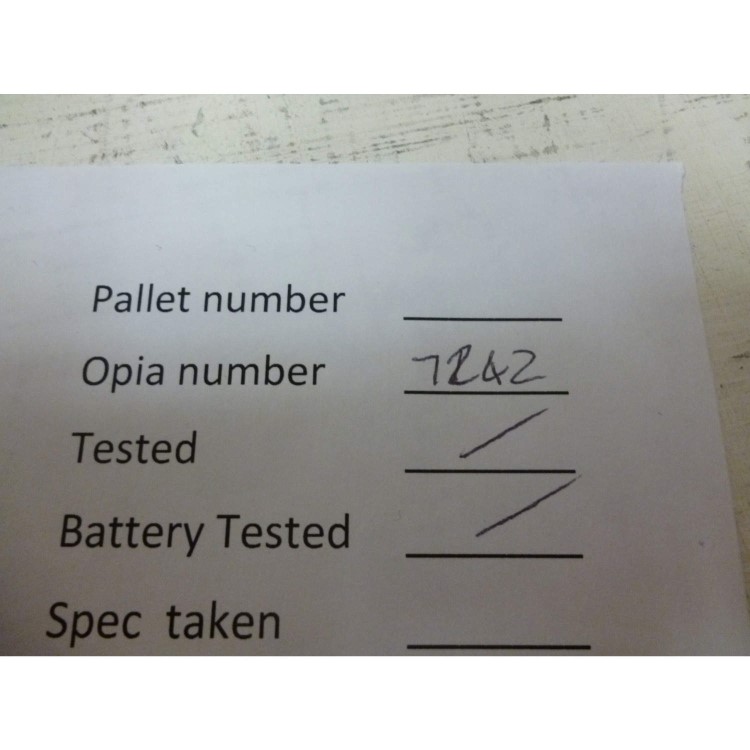 Pallet number
Opia number 7242
Tested /
Battery Tested /
Spec taken